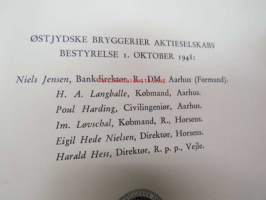 ØSTJYDSKE BRYGGERIER AKTIESELSKABS
BESTYRELSE 1. OKTOBER 1948:
Niels Jensen, Bankdirektør, R., DM., Aarhus (Formand).
H. A. Langballe, Købmand, Aarhus.
Poul Harding, Civilingeniør, Aarhus.
Im. Løvschal, Købmand, R., Horsens.
Eigil Hede Nielsen, Direktør, Horsens.
Harald Hess, Direktør, R. p. p., Vejle.